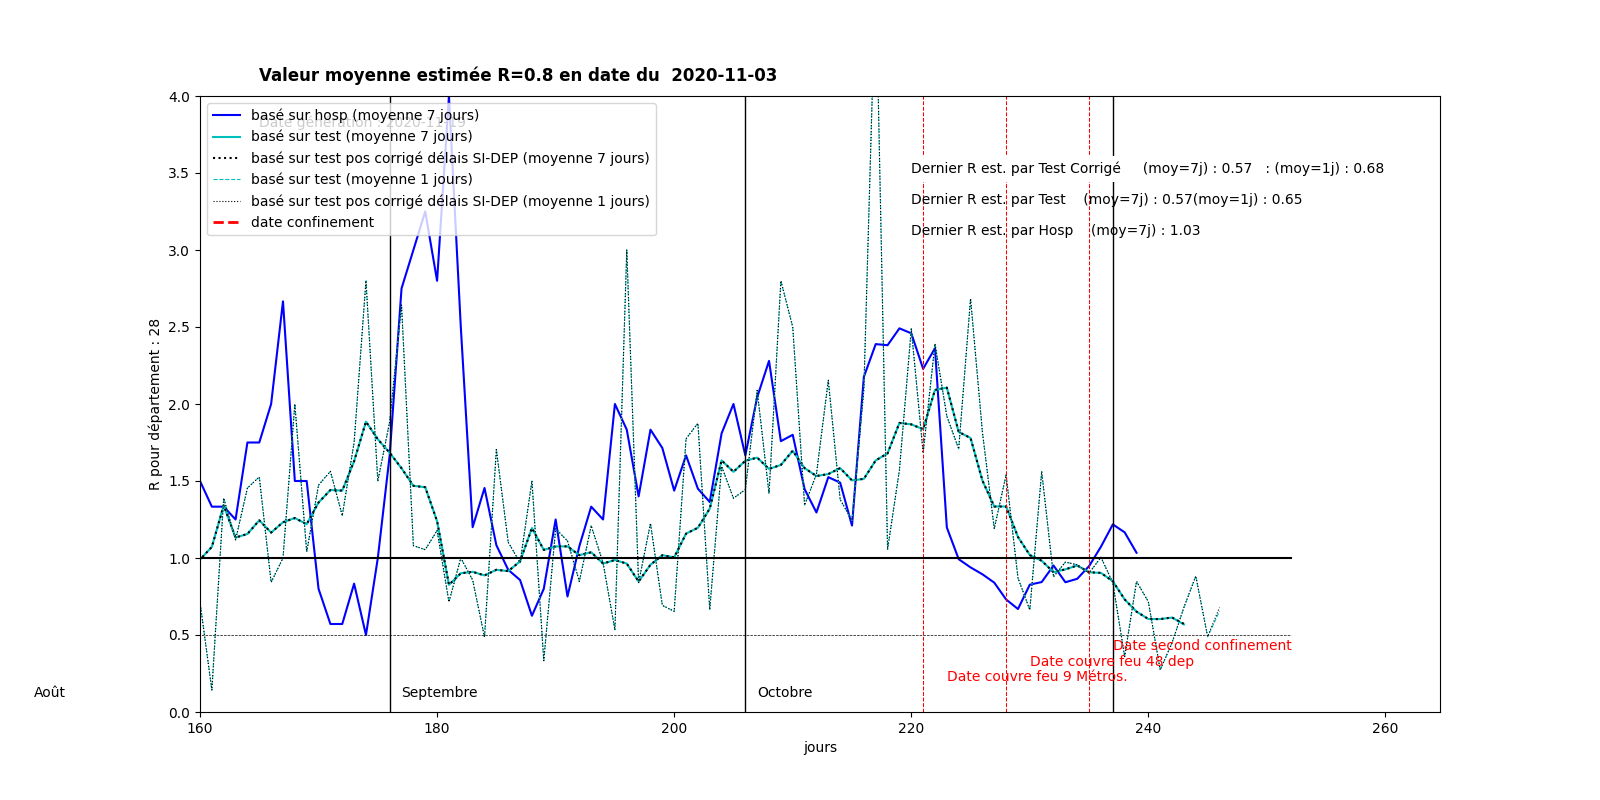 Valeur moyenne estimée R=0.8 en date du 2020-11-03
4.0
3.5
3.0
2.5
2.0
1.5
1.0
0.5
0.0
R pour département : 28
basé sur hosp (moyenne 7 jours)
Date génération : 2020-11-19
basé sur test (moyenne 7 jours)
basé sur test pos corrigé délais SI-DEP (moyenne 7 jours)
basé sur test (moyenne 1 jours)
basé sur test pos corrigé délais SI-DEP (moyenne 1 jours)
date confinement
Dernier R est. par Test Corrigé (moy=7j) : 0.57 : (moy=1j) : 0.68
Dernier R est. par Test (moy=7j) : 0.57(moy=1j) : 0.65
Dernier R est. par Hosp (moy=7j) : 1.03
Date second confinement
Date couvre feu 48 dep
Date couvre feu 9 Métros.
Août
Septembre
Octobre
160
180
200
220
240
260
jours